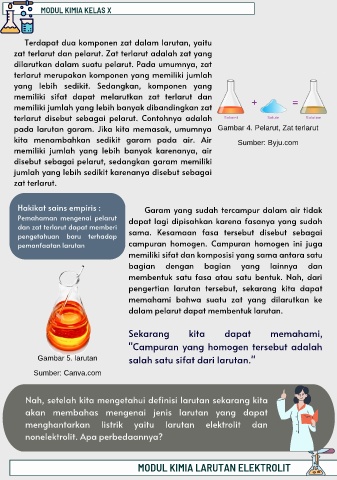 MODUL KIMIA KELAS X
Terdapat dua komponen zat dalam larutan, yaitu
zat terlarut dan pelarut. Zat terlarut adalah zat yang
dilarutkan dalam suatu pelarut. Pada umumnya, zat
terlarut merupakan komponen yang memiliki jumlah
yang lebih sedikit. Sedangkan, komponen yang
memiliki sifat dapat melarutkan zat terlarut dan
memiliki jumlah yang lebih banyak dibandingkan zat
terlarut disebut sebagai pelarut. Contohnya adalah
pada larutan garam. Jika kita memasak, umumnya
kita menambahkan sedikit garam pada air. Air
memiliki jumlah yang lebih banyak karenanya, air
disebut sebagai pelarut, sedangkan garam memiliki
jumlah yang lebih sedikit karenanya disebut sebagai
zat terlarut.
+
=
Gambar 4. Pelarut, Zat terlarut
Sumber: Byju.com
Hakikat sains empiris :
Pemahaman mengenai pelarut
dan zat terlarut dapat memberi
pengetahuan baru terhadap
pemanfaatan larutan
Garam yang sudah tercampur dalam air tidak
dapat lagi dipisahkan karena fasanya yang sudah
sama. Kesamaan fasa tersebut disebut sebagai
campuran homogen. Campuran homogen ini juga
memiliki sifat dan komposisi yang sama antara satu
bagian dengan bagian yang lainnya dan
membentuk satu fasa atau satu bentuk. Nah, dari
pengertian larutan tersebut, sekarang kita dapat
memahami bahwa suatu zat yang dilarutkan ke
dalam pelarut dapat membentuk larutan.
Gambar 5. larutan
Sumber: Canva.com
Sekarang kita dapat memahami,
"Campuran yang homogen tersebut adalah
salah satu sifat dari larutan."
Nah, setelah kita mengetahui definisi larutan sekarang kita
akan membahas mengenai jenis larutan yang dapat
menghantarkan listrik yaitu larutan elektrolit dan
nonelektrolit. Apa perbedaannya?
MODUL KIMIA LARUTAN ELEKTROLIT